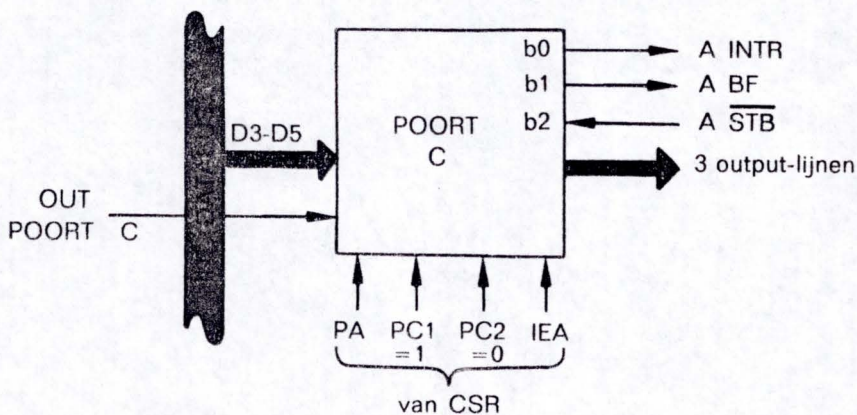 b0
A INTR
b1
A BF
POORT
C
b2
A STB
D3-D5
3 output-lijnen
OUT
POORT
C
PA
PC1
=1
PC2
=0
IEA
van CSR